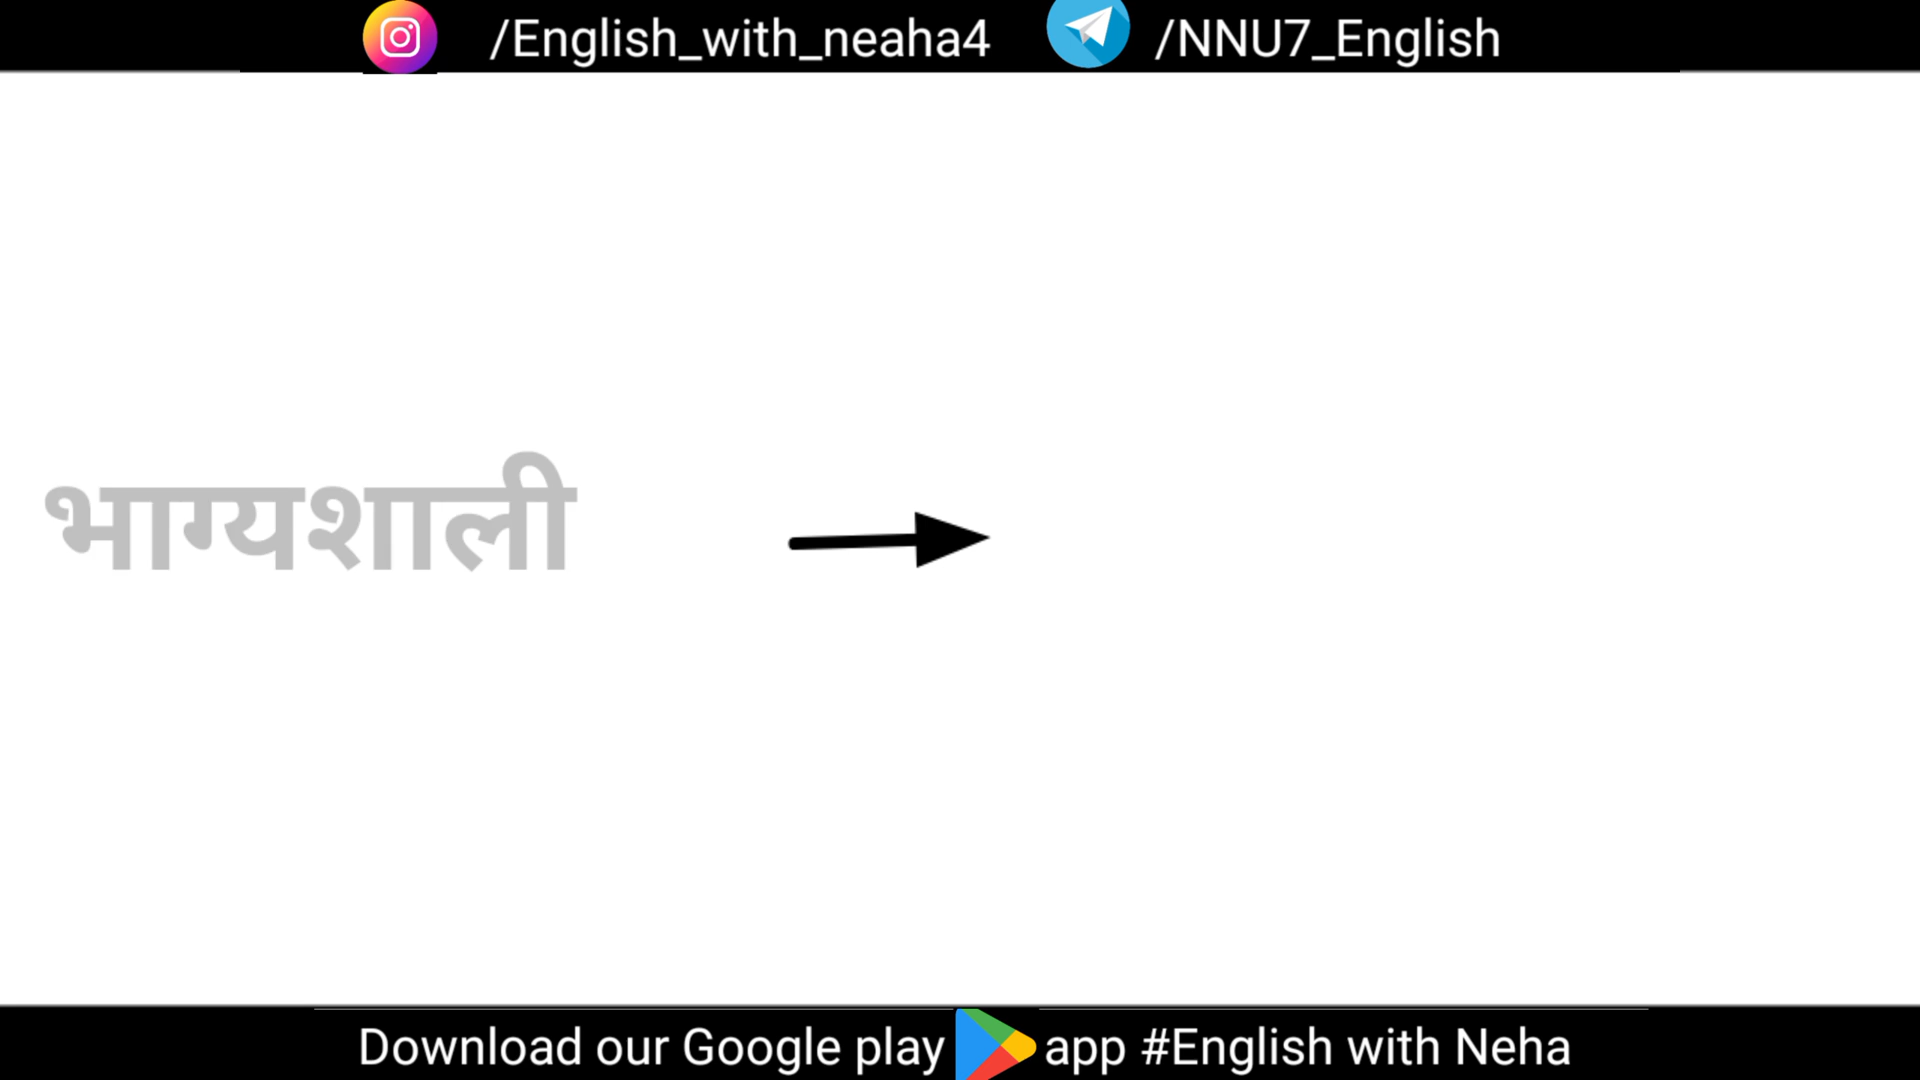 /English_with_neaha4 /NNU7_English
भाग्यशाली
Download our Google play app #English with Neha